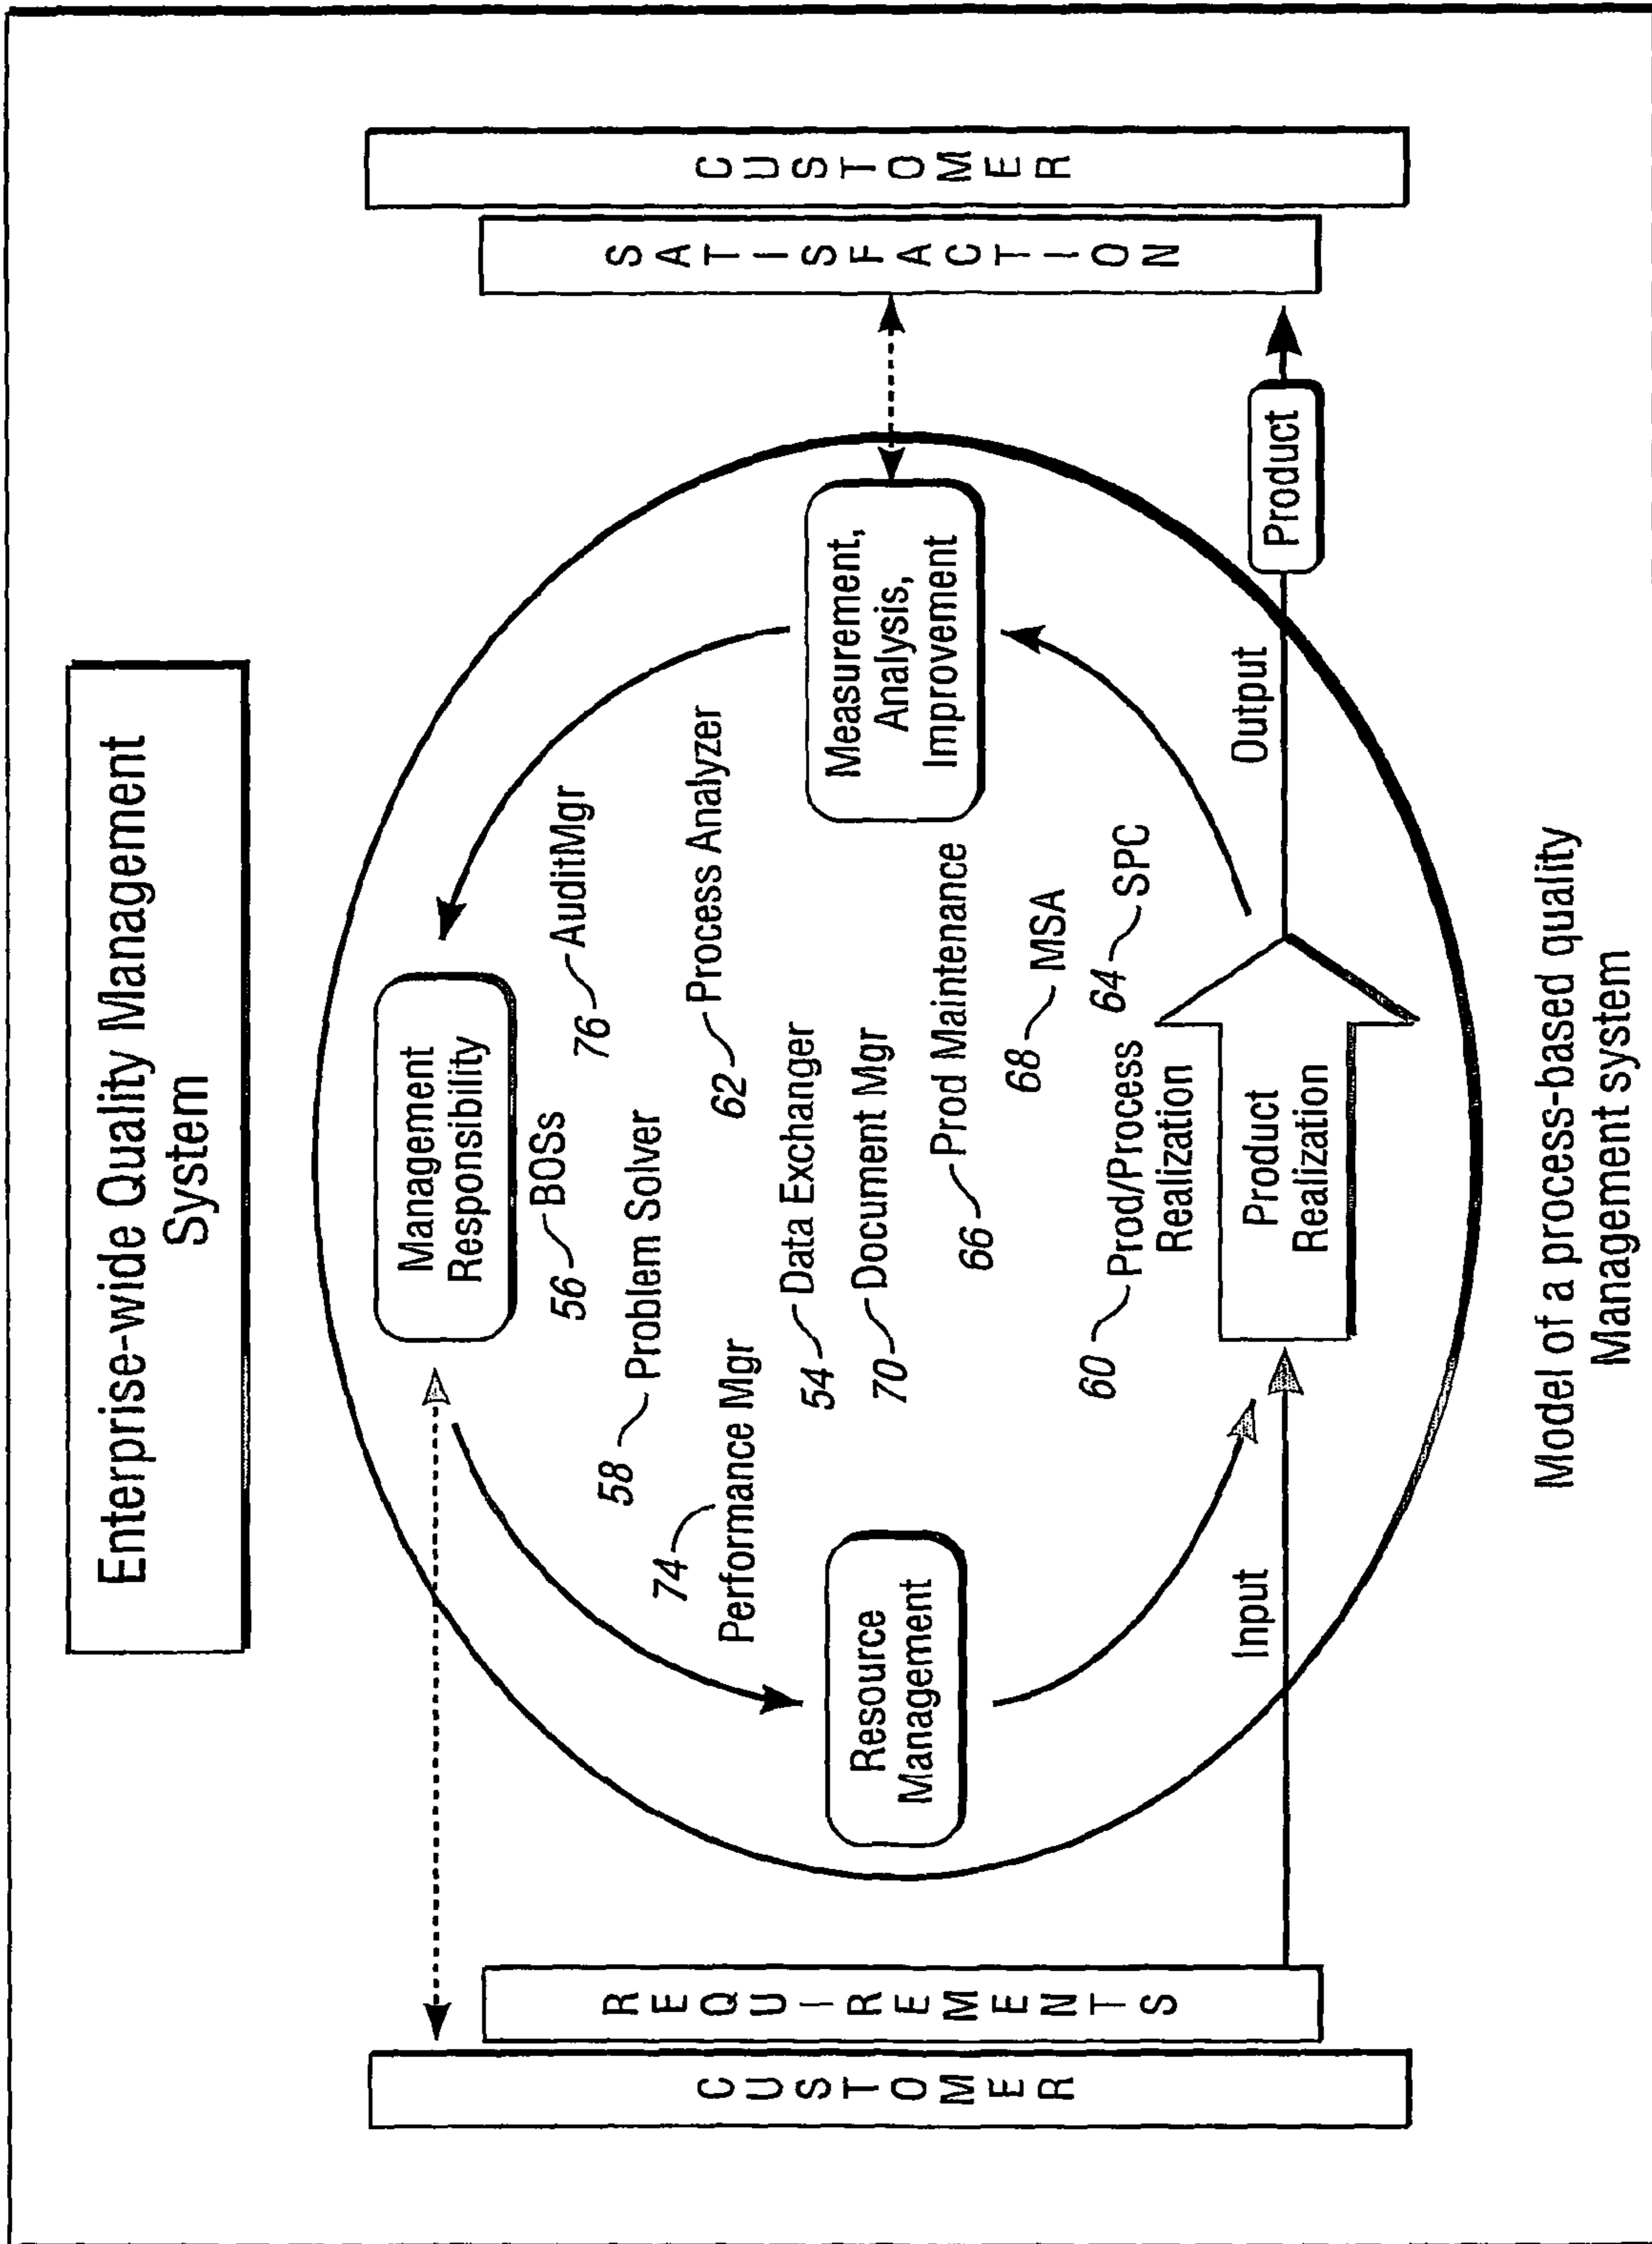 Enterprise-wide Quality Management
System
CUSTOMER
REQUIREMENTS
Management
Responsibility
56 BOSs
76 AuditMgr
58 Problem Solver
62 Process Analyzer
74
Performance Mgr
54 Data Exchanger
70 Document Mgr
66 Prod Maintenance
68 MSA
64 SPC
60 Prod/Process
Realization
Resource
Management
Measurement,
Analysis,
Improvement
Input
Product
Realization
Output
Product
SATISFACTION
CUSTOMER
Model of a process-based quality
Management system